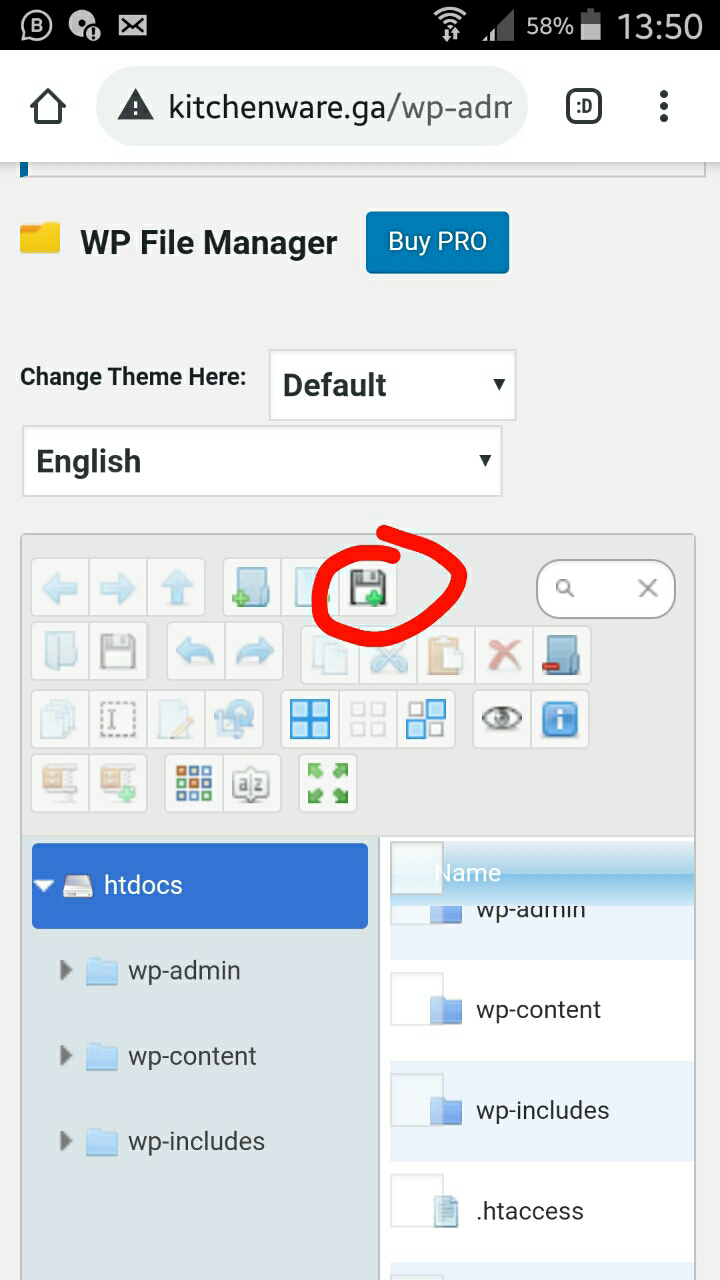 58% 13:50
kitchenware.ga/wp-adm
:D
WP File Manager Buy PRO
Change Theme Here: Default
English
htdocs
wp-admin
wp-content
wp-includes
Name
wp-admin
wp-content
wp-includes
.htaccess